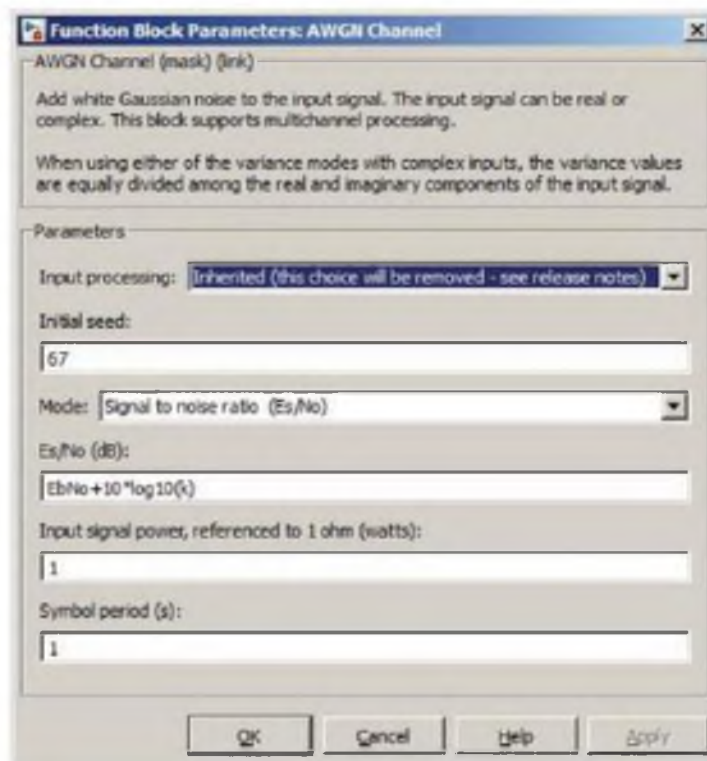 Function Block Parameters: AWGN Channel
AWGN Channel (mask) (link)
Add white Gaussian noise to the input signal. The input signal can be real or
complex. This block supports multichannel processing.
When using either of the variance modes with complex inputs, the variance values
are equally divided among the real and imaginary components of the input signal.
Parameters
Input processing: Inherited (this choice will be removed - see release notes)
Initial seed:
67
Mode: Signal to noise ratio (Es/No)
Es/No (dB):
EbNo+10*log10(k)
Input signal power, referenced to 1 ohm (watts):
1
Symbol period (s):
1
OK Cancel Help Apply